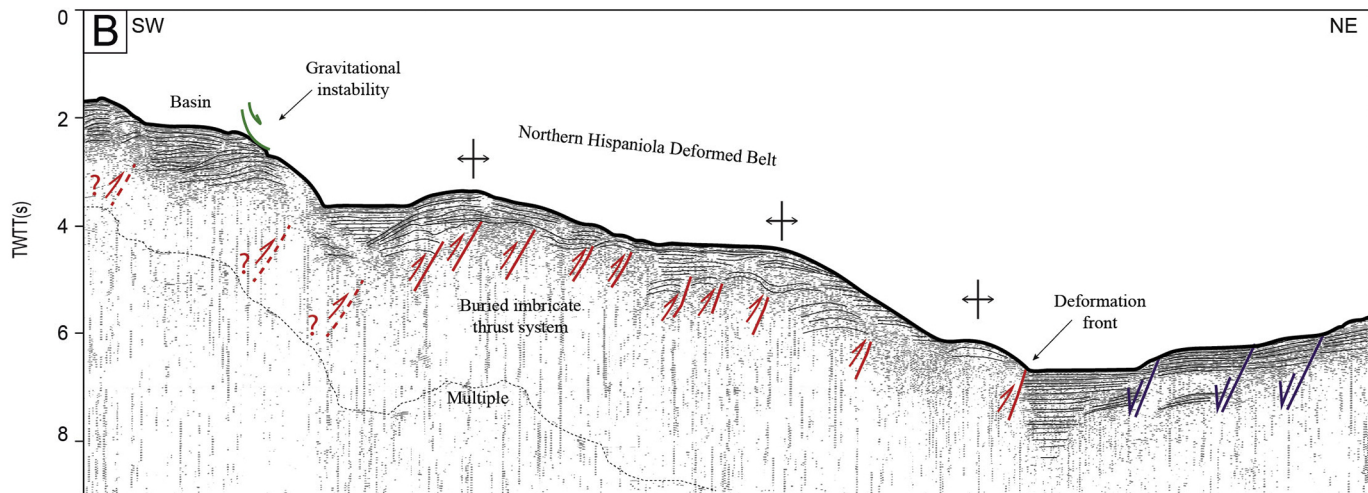 0
B
SW
NE
Gravitational
instability
Basin
2
Northern Hispaniola Deformed Belt
?
4
TWTT(s)
?
?
Buried imbricate
thrust system
Deformation
front
6
Multiple
8